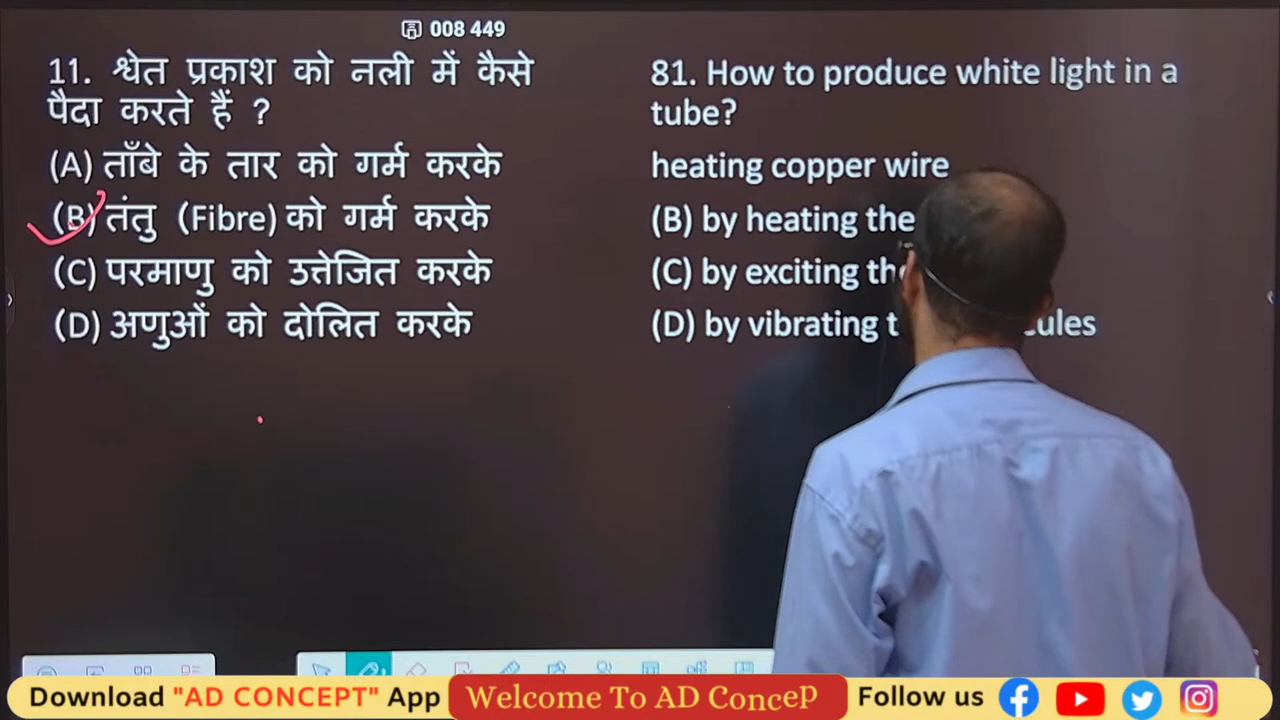 008 449
11. श्वेत प्रकाश को नली में कैसे
पैदा करते हैं ?
(A) ताँबे के तार को गर्म करके
(B) तंतु (Fibre) को गर्म करके
(C) परमाणु को उत्तेजित करके
(D) अणुओं को दोलित करके
81. How to produce white light in a
tube?
heating copper wire
(B) by heating the
(C) by exciting
(D) by vibrating
Download "AD CONCEPT" App
Welcome To AD Concep
Follow us